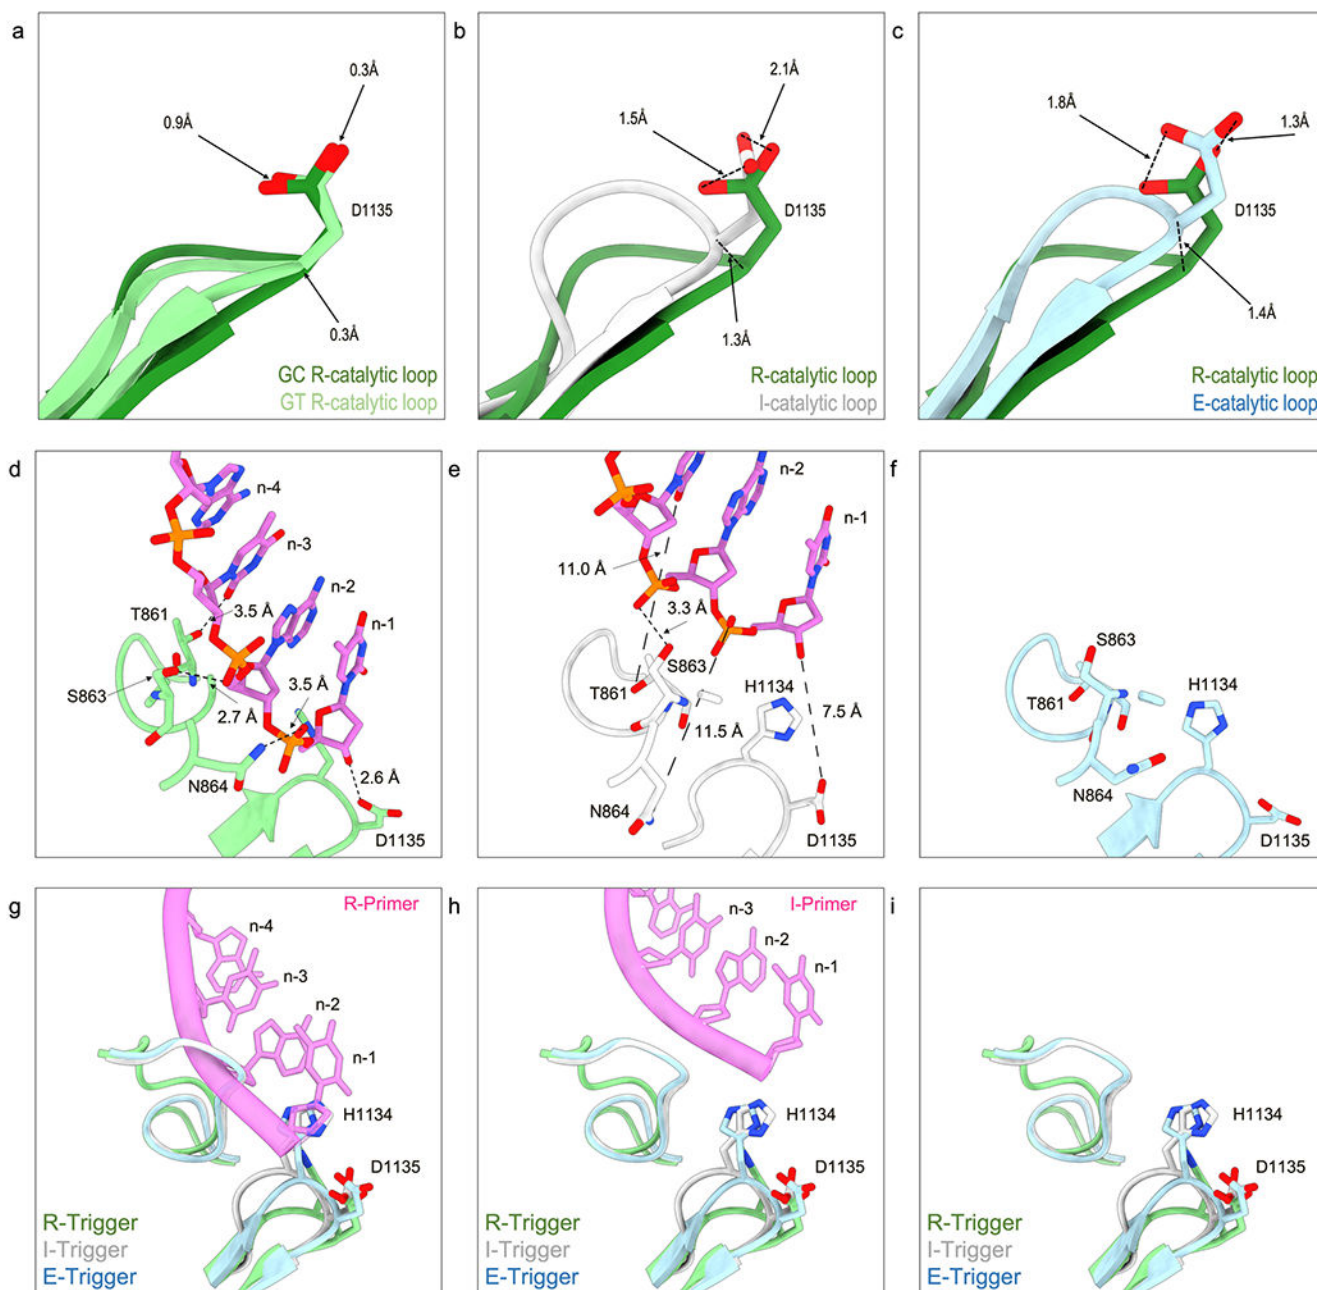 a
0.3Å
0.9Å
D1135
0.3Å
GC R-catalytic loop
GT R-catalytic loop
b
2.1Å
1.5Å
D1135
1.3Å
R-catalytic loop
I-catalytic loop
c
1.8Å
1.3Å
D1135
1.4Å
R-catalytic loop
E-catalytic loop
d
n-4
n-3
n-2
3.5 Å
T861
n-1
S863
3.5 Å
2.7 Å
N864
2.6 Å
D1135
e
n-2
n-1
11.0 Å
3.3 Å
S863
T861
H1134
7.5 Å
11.5 Å
N864
D1135
f
S863
H1134
T861
N864
D1135
g
R-Primer
n-4
n-3
n-2
n-1
H1134
D1135
R-Trigger
I-Trigger
E-Trigger
h
I-Primer
n-3
n-2
n-1
H1134
D1135
R-Trigger
I-Trigger
E-Trigger
i
H1134
D1135
R-Trigger
I-Trigger
E-Trigger